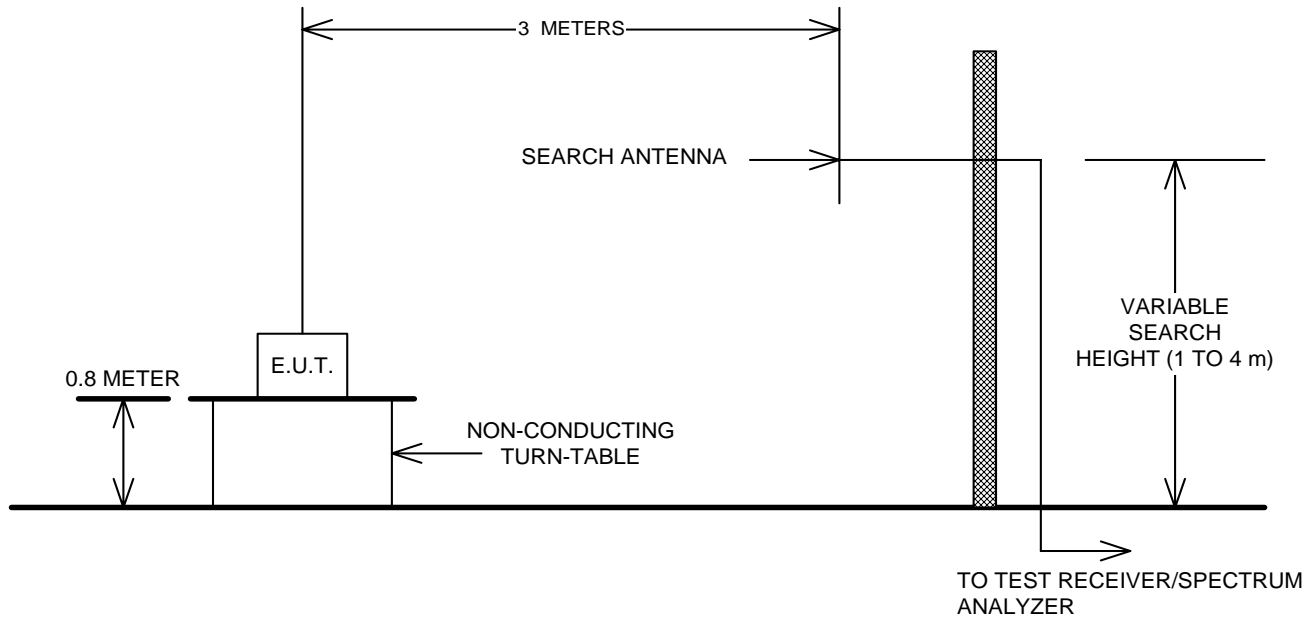 3 METERS
SEARCH ANTENNA
VARIABLE
SEARCH
HEIGHT (1 TO 4 m)
E.U.T.
0.8 METER
NON-CONDUCTING
TURN-TABLE
TO TEST RECEIVER/SPECTRUM
ANALYZER